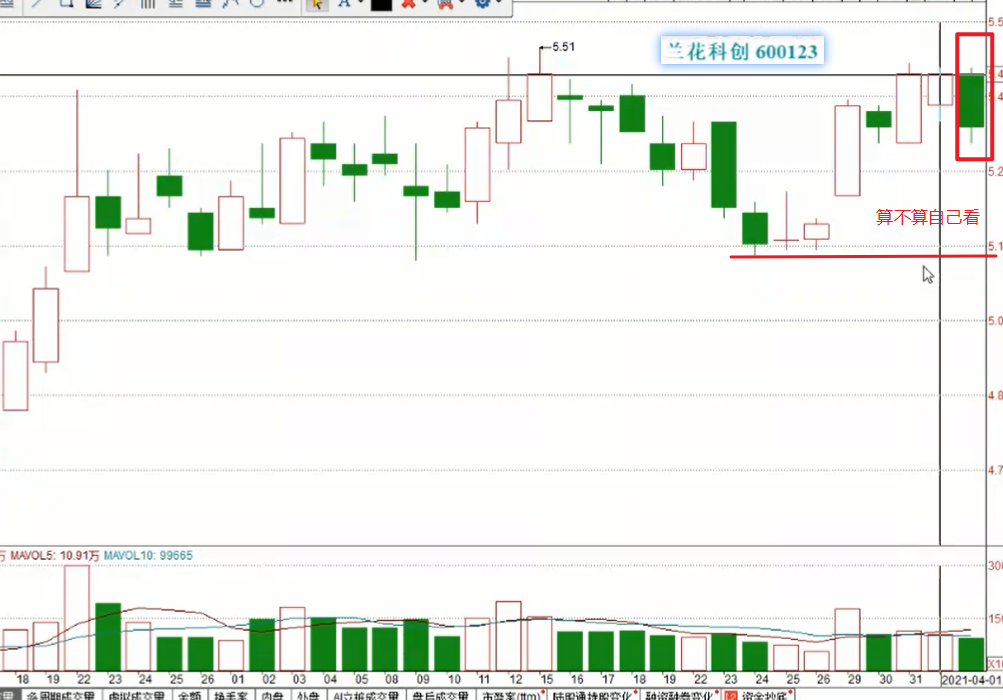 A
5.5
5.51
兰花科创 600123
5.4
5.4
5.2
算不算自己看
5.1
5.0
4.8
4.7
万 MAVOL5: 10.91万 MAVOL10: 99665
300
150
X10
18 19 22 23 24 25 26 01 02 03 04 05 08 09 10 11 12 15 16 17 18 19 22 23 24 25 26 29 30 31 2021-04-01
多周期成交量 虚拟成交量 金额 换手率 内盘 外盘 AI立桩成交量 盘后成交量 市盈率(ttm) 陆股通持股变化 融资融券变化 资金抄底